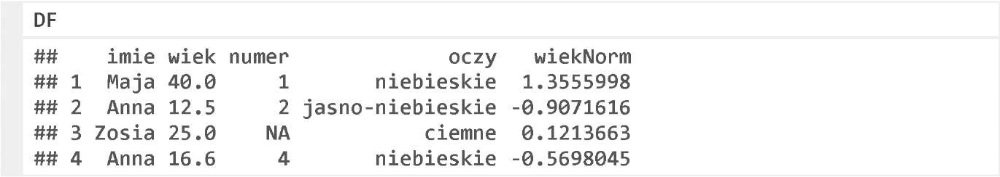 DF
##    imie wiek numer             oczy   wiekNorm
## 1  Maja 40.0     1       niebieskie  1.3555998
## 2  Anna 12.5     2 jasno-niebieskie -0.9071616
## 3 Zosia 25.0    NA           ciemne  0.1213663
## 4  Anna 16.6     4       niebieskie -0.5698045